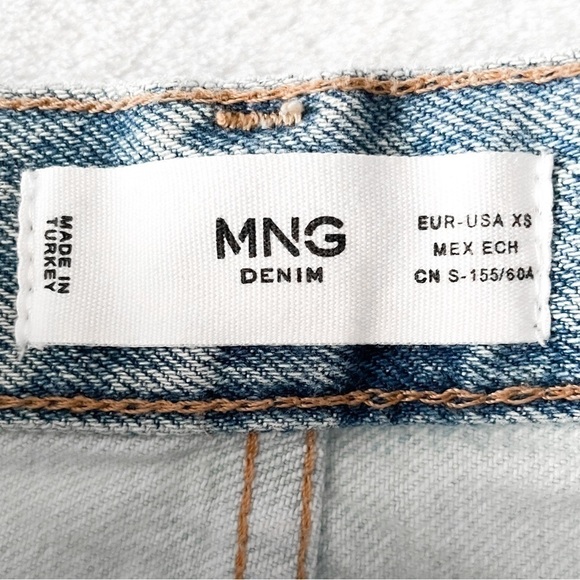 MADE IN
TURKEY
MNG
DENIM
EUR-USA XS
MEX ECH
CN S-155/60A